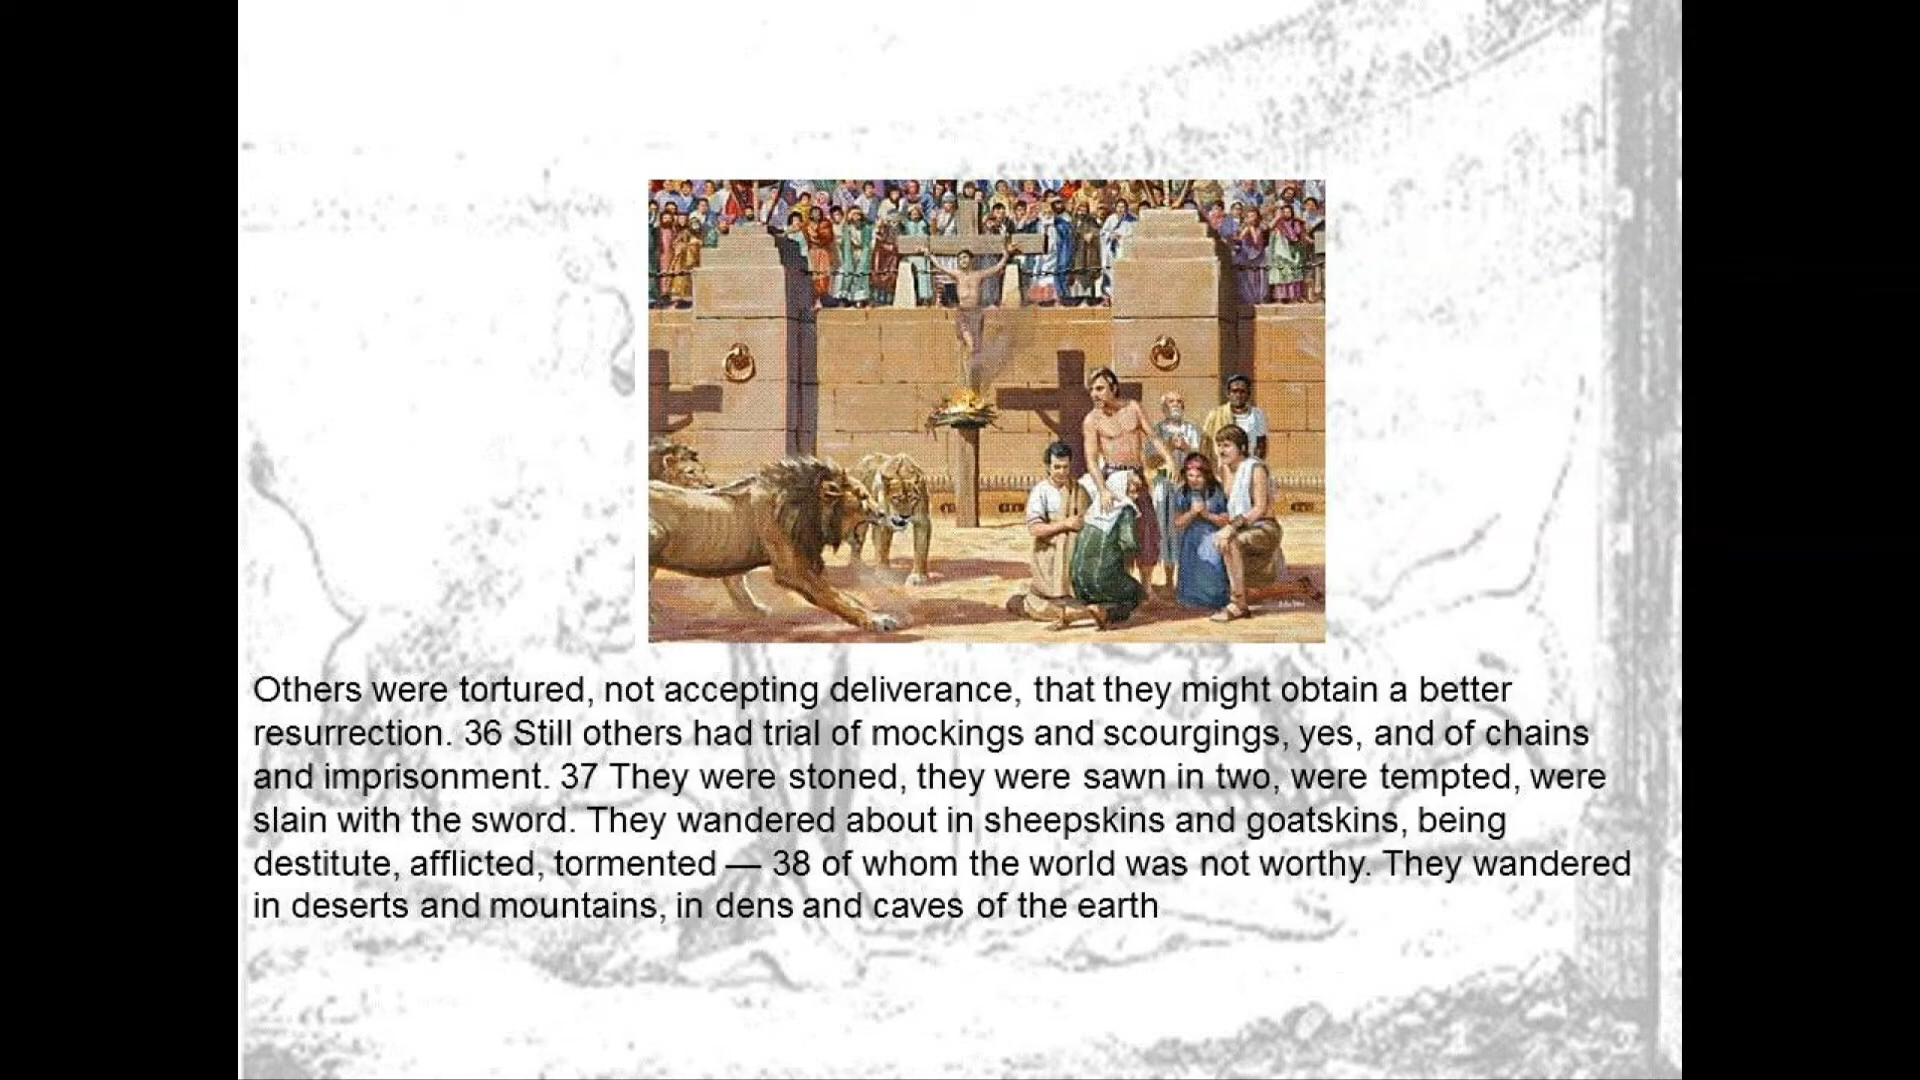 Others were tortured, not accepting deliverance, that they might obtain a better
resurrection. 36 Still others had trial of mockings and scourgings, yes, and of chains
and imprisonment. 37 They were stoned, they were sawn in two, were tempted, were
slain with the sword. They wandered about in sheepskins and goatskins, being
destitute, afflicted, tormented — 38 of whom the world was not worthy. They wandered
in deserts and mountains, in dens and caves of the earth